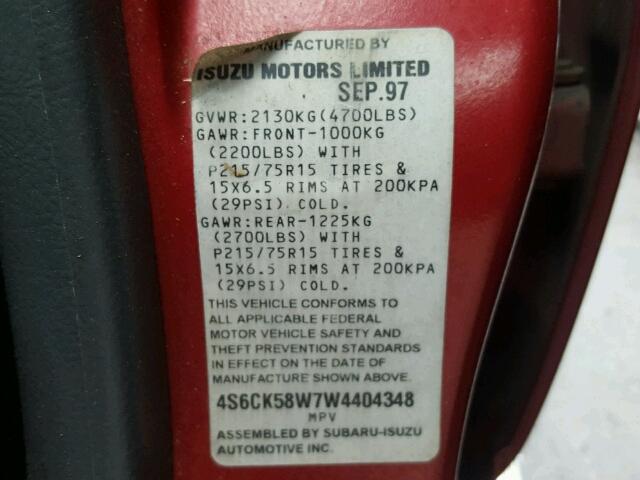 MANUFACTURED BY
ISUZU MOTORS LIMITED
SEP.97
GVWR:2130KG(4700LBS)
GAWR:FRONT-1000KG
(2200LBS) WITH
P215/75R15 TIRES &
15X6.5 RIMS AT 200KPA
(29PSI) COLD.
GAWR:REAR-1225KG
(2700LBS) WITH
P215/75R15 TIRES &
15X6.5 RIMS AT 200KPA
(29PSI) COLD.
THIS VEHICLE CONFORMS TO
ALL APPLICABLE FEDERAL
MOTOR VEHICLE SAFETY AND
THEFT PREVENTION STANDARDS
IN EFFECT ON THE DATE OF
MANUFACTURE SHOWN ABOVE.
4S6CK58W7W4404348
MPV
ASSEMBLED BY SUBARU-ISUZU
AUTOMOTIVE INC.